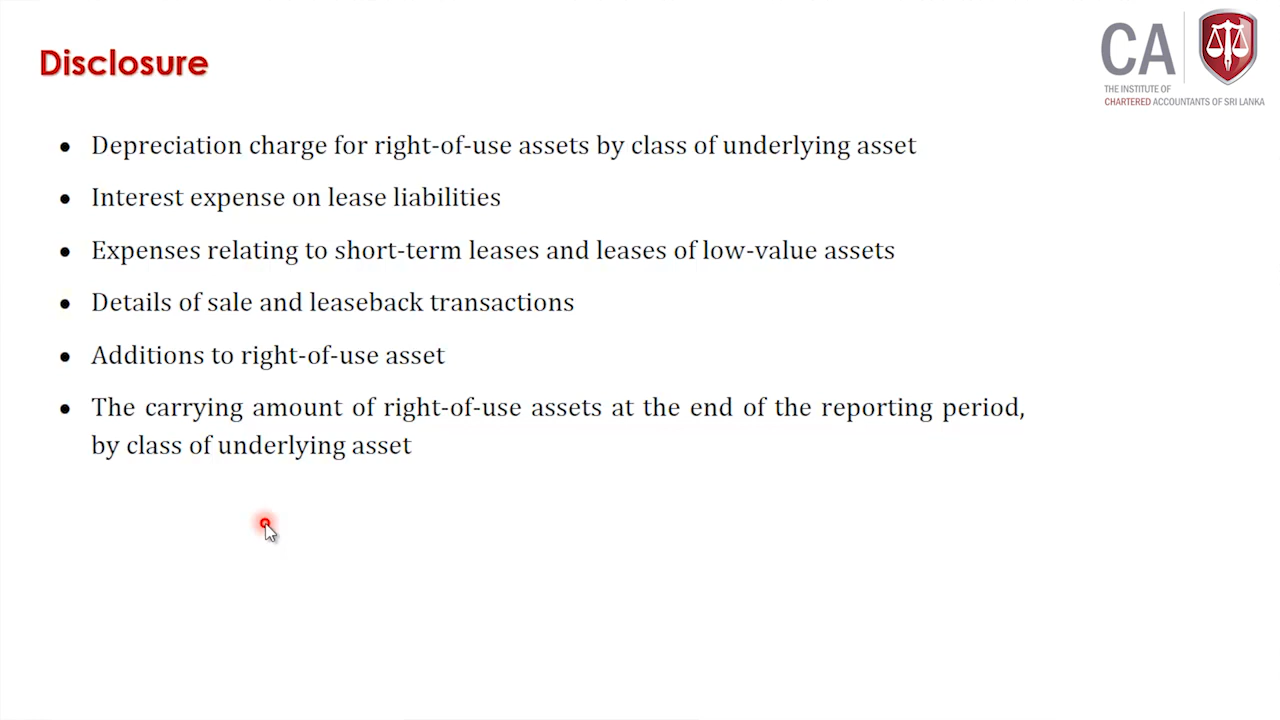 Disclosure
CA
THE INSTITUTE OF
CHARTERED ACCOUNTANTS OF SRI LANKA
• Depreciation charge for right-of-use assets by class of underlying asset
• Interest expense on lease liabilities
• Expenses relating to short-term leases and leases of low-value assets
• Details of sale and leaseback transactions
• Additions to right-of-use asset
• The carrying amount of right-of-use assets at the end of the reporting period,
by class of underlying asset